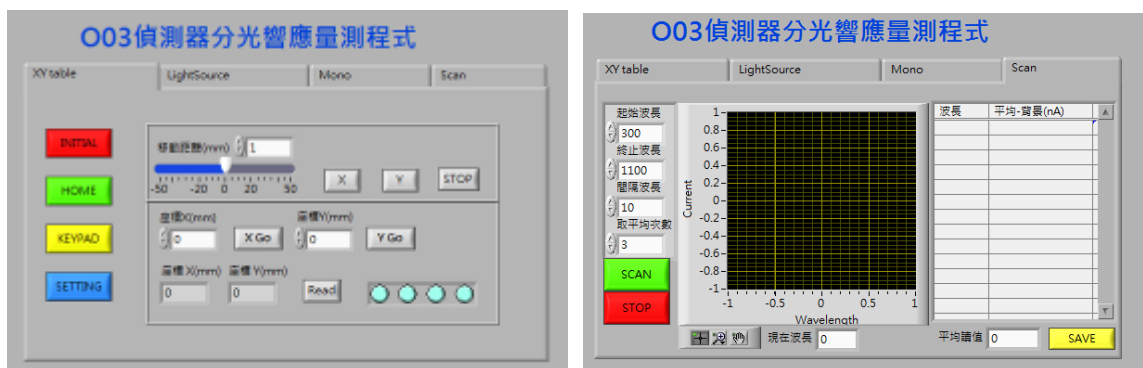 O03偵測器分光響應量測程式
XY table LightSource Mono Scan
INITIAL
HOME
KEYPAD
SETTING
移動距離(mm) 1
-50 -20 0 20 50
X Y STOP
座標X(mm) 座標Y(mm)
0 X Go 0 Y Go
座標 X(mm) 座標 Y(mm)
0 0 Read
O03偵測器分光響應量測程式
XY table LightSource Mono Scan
起始波長
300
終止波長
1100
間隔波長
10
取平均次數
3
SCAN
STOP
Current
1
0.8
0.6
0.4
0.2
0
-0.2
-0.4
-0.6
-0.8
-1
-1 -0.5 0 0.5 1
Wavelength
波長 平均-背景(nA)
現在波長 0
平均讀值 0 SAVE